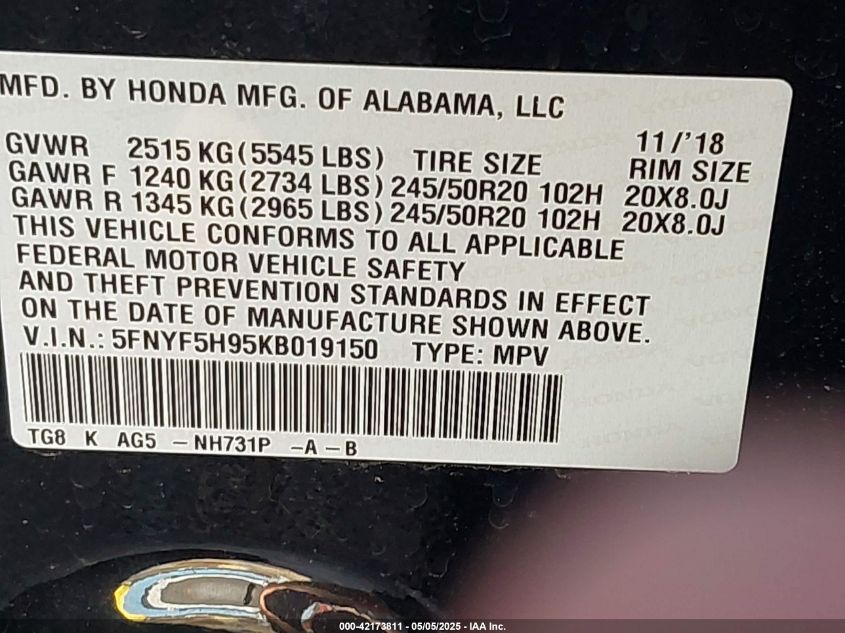 MFD. BY HONDA MFG. OF ALABAMA, LLC
11/'18
GVWR 2515 KG (5545 LBS) TIRE SIZE RIM SIZE
GAWR F 1240 KG (2734 LBS) 245/50R20 102H 20X8.0J
GAWR R 1345 KG (2965 LBS) 245/50R20 102H 20X8.0J
THIS VEHICLE CONFORMS TO ALL APPLICABLE
FEDERAL MOTOR VEHICLE SAFETY
AND THEFT PREVENTION STANDARDS IN EFFECT
ON THE DATE OF MANUFACTURE SHOWN ABOVE.
V.I.N.: 5FNYF5H95KB019150 TYPE: MPV
TG8 K AG5 – NH731P – A – B
000-42173811 - 05/05/2025 - IAA Inc.